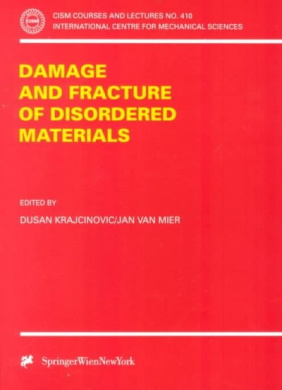 CISM COURSES AND LECTURES NO. 410
INTERNATIONAL CENTRE FOR MECHANICAL SCIENCES
DAMAGE
AND FRACTURE
OF DISORDERED
MATERIALS
EDITED BY
DUSAN KRAJCINOVIC/JAN VAN MIER
SpringerWienNewYork